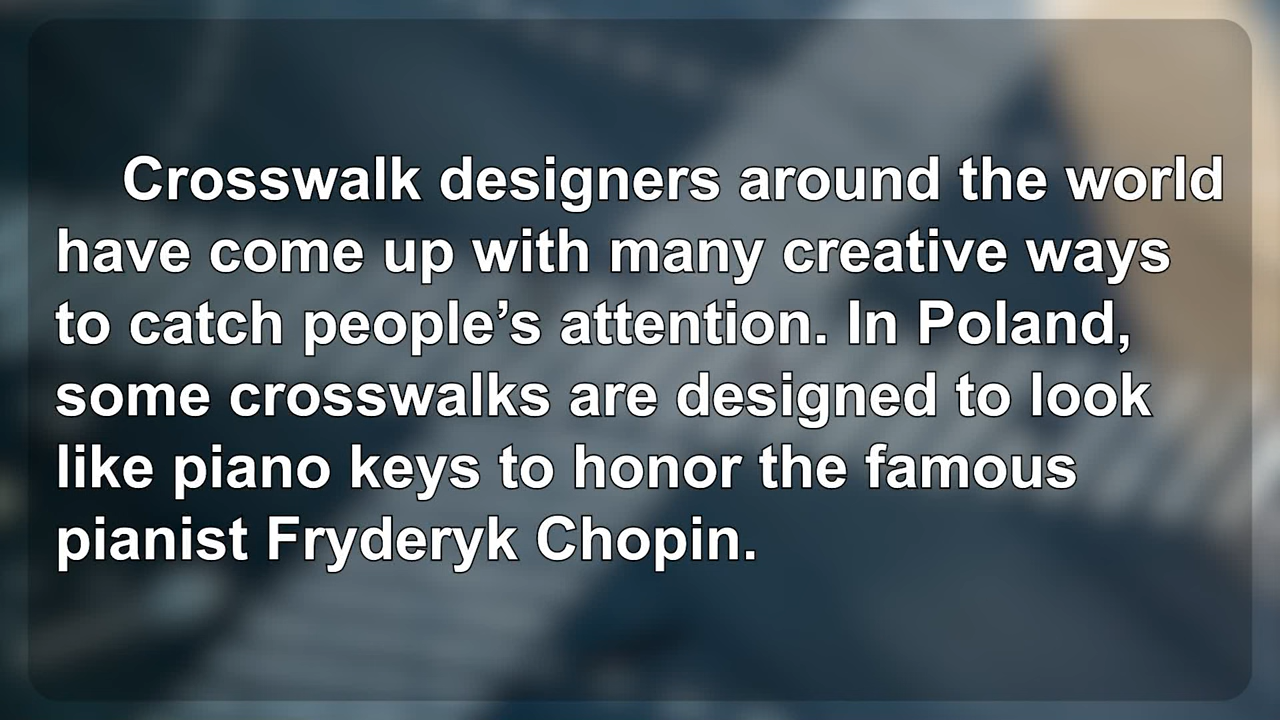 Crosswalk designers around the world
have come up with many creative ways
to catch people’s attention. In Poland,
some crosswalks are designed to look
like piano keys to honor the famous
pianist Fryderyk Chopin.